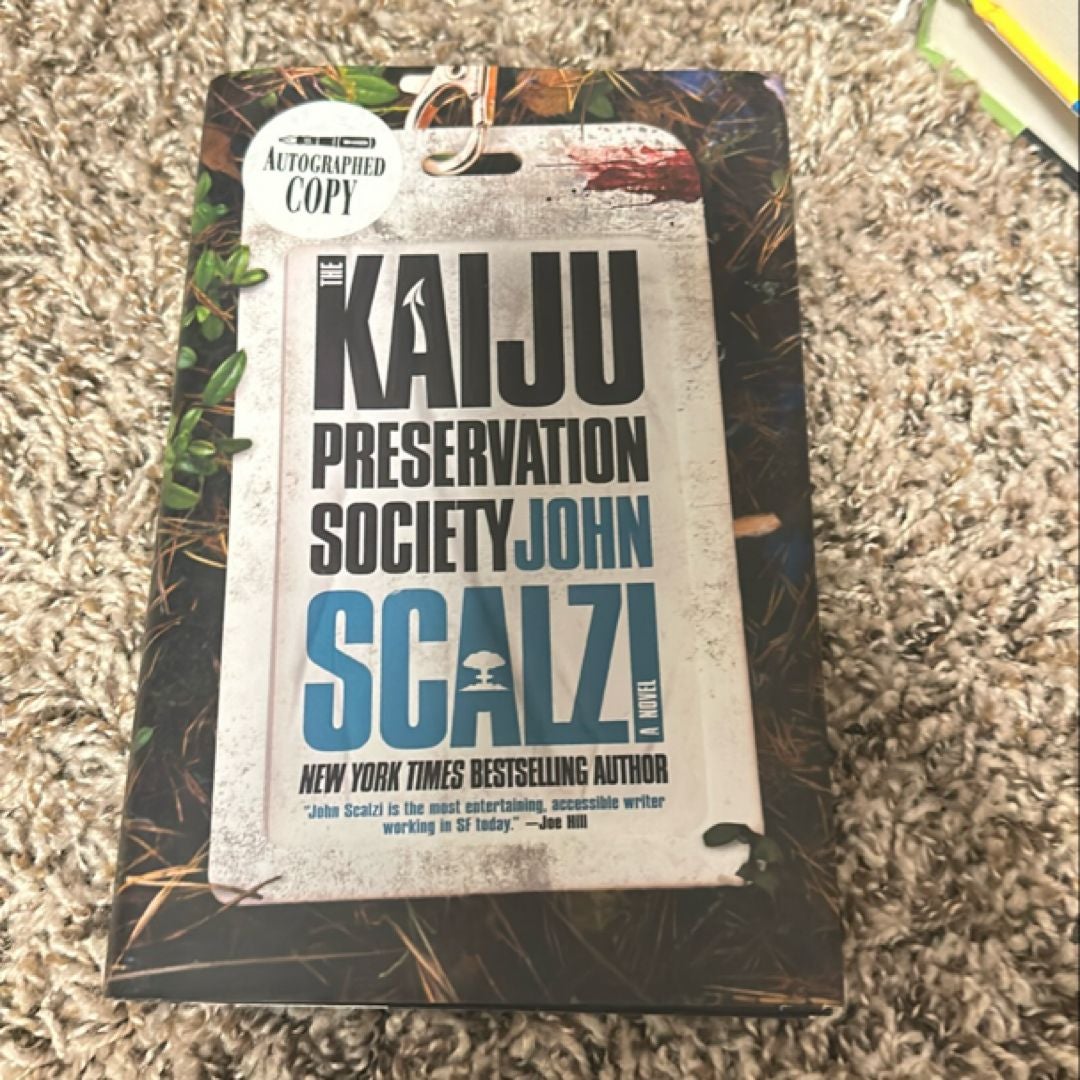 AUTOGRAPHED
COPY
THE
KAIJU
PRESERVATION
SOCIETY JOHN
SCALZI
A NOVEL
NEW YORK TIMES BESTSELLING AUTHOR
"John Scalzi is the most entertaining, accessible writer
working in SF today." —Joe Hill